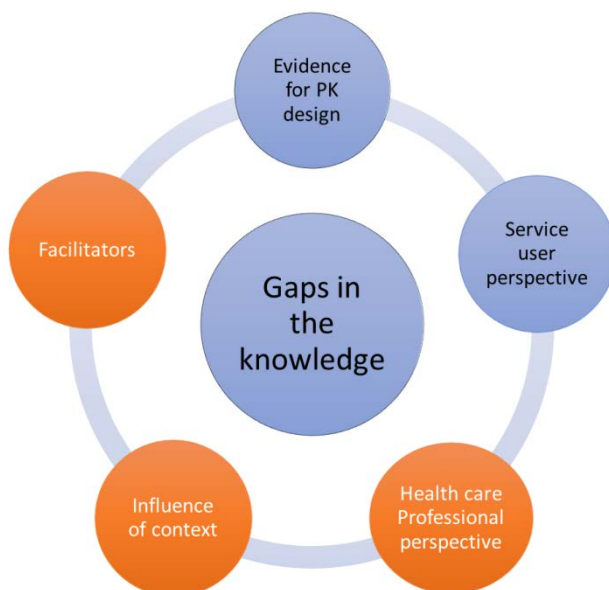 Evidence
for PK
design
Service
user
perspective
Health care
Professional
perspective
Influence
of context
Facilitators
Gaps in
the
knowledge